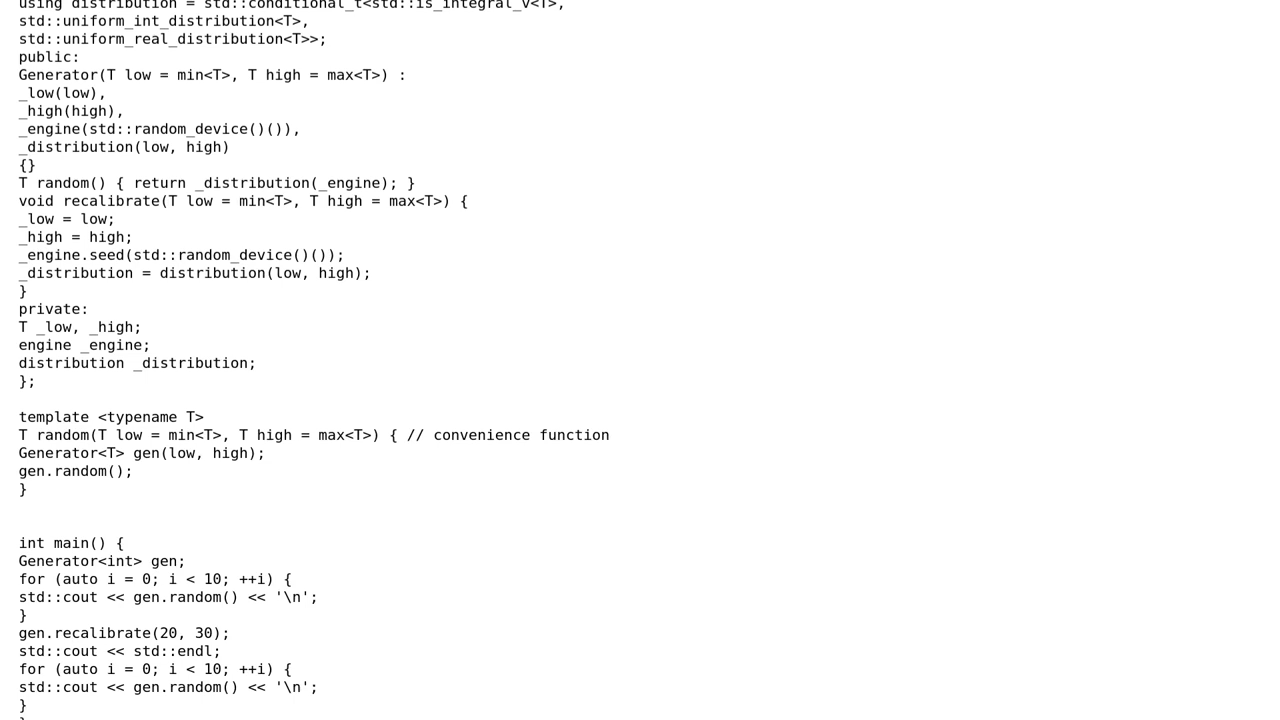 using distribution = std::conditional_t<std::is_integral_v<T>,
std::uniform_int_distribution<T>,
std::uniform_real_distribution<T>>;
public:
Generator(T low = min<T>, T high = max<T>) :
_low(low),
_high(high),
_engine(std::random_device()()),
_distribution(low, high)
{}
T random() { return _distribution(_engine); }
void recalibrate(T low = min<T>, T high = max<T>) {
_low = low;
_high = high;
_engine.seed(std::random_device()());
_distribution = distribution(low, high);
}
private:
T _low, _high;
engine _engine;
distribution _distribution;
};

template <typename T>
T random(T low = min<T>, T high = max<T>) { // convenience function
Generator<T> gen(low, high);
gen.random();
}

int main() {
Generator<int> gen;
for (auto i = 0; i < 10; ++i) {
std::cout << gen.random() << '\n';
}
gen.recalibrate(20, 30);
std::cout << std::endl;
for (auto i = 0; i < 10; ++i) {
std::cout << gen.random() << '\n';
}
}